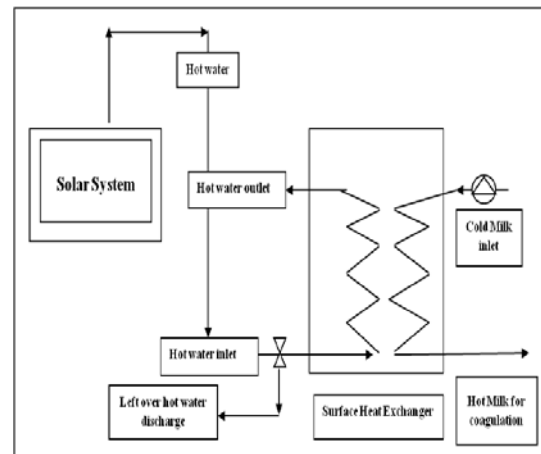 Hot water
Solar System
Hot water outlet
Cold Milk
inlet
Hot water inlet
Left over hot water
discharge
Surface Heat Exchanger
Hot Milk for
coagulation